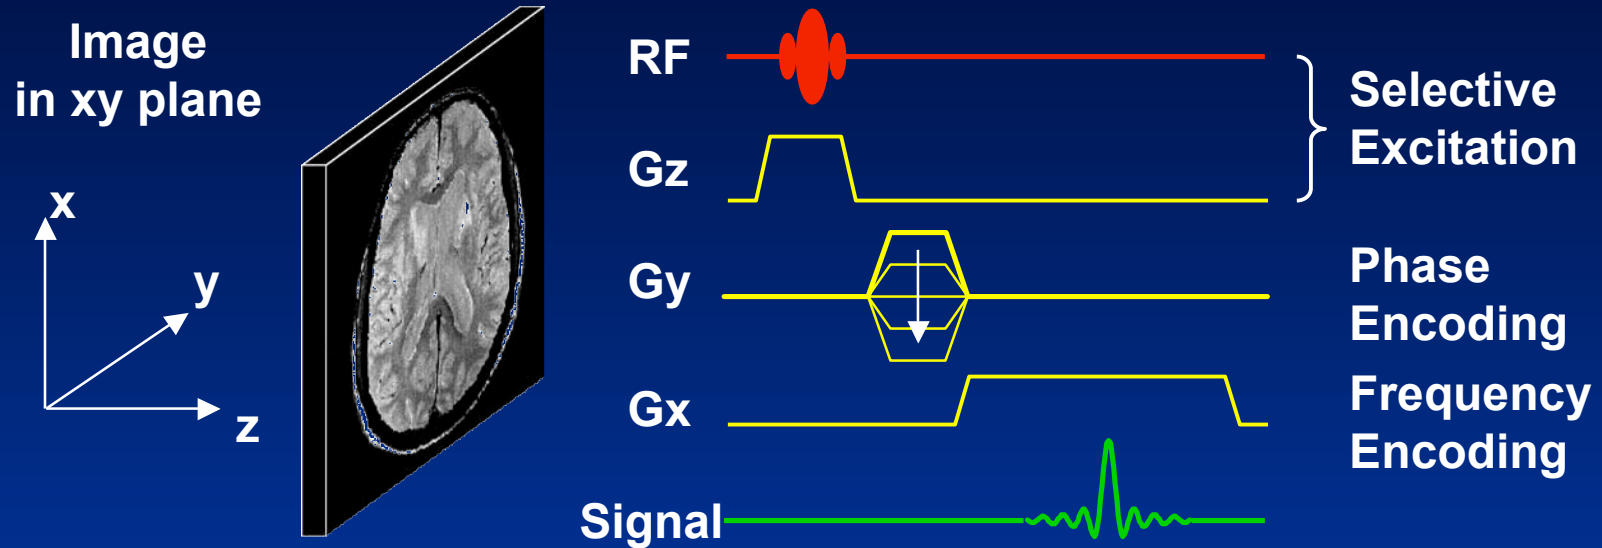 Image
in xy plane
x
y
z
RF
Gz
Gy
Gx
Signal
Selective
Excitation
Phase
Encoding
Frequency
Encoding